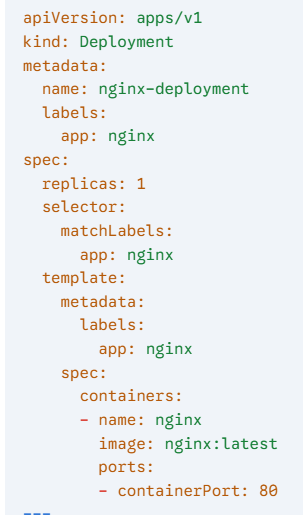 apiVersion: apps/v1
kind: Deployment
metadata:
  name: nginx-deployment
  labels:
    app: nginx
spec:
  replicas: 1
  selector:
    matchLabels:
      app: nginx
  template:
    metadata:
      labels:
        app: nginx
    spec:
      containers:
      - name: nginx
        image: nginx:latest
        ports:
        - containerPort: 80
---